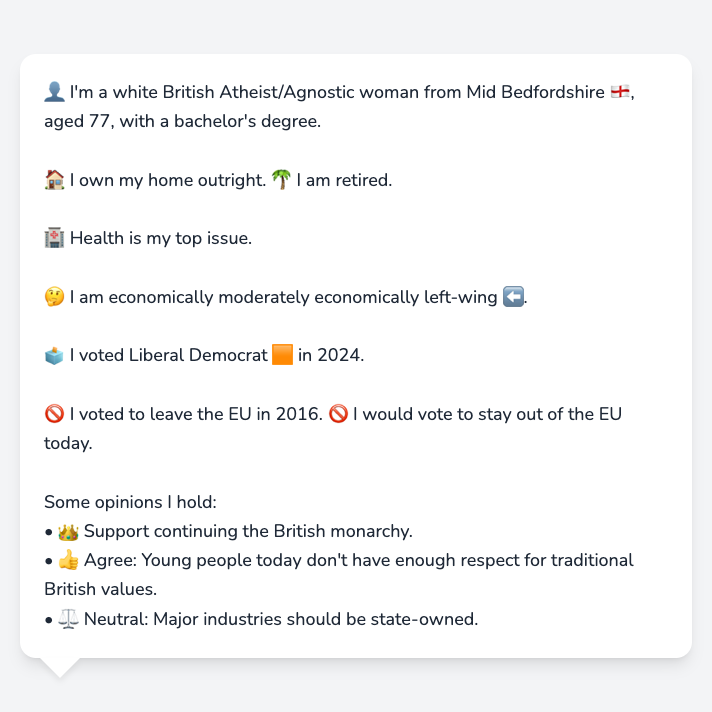 👤 I'm a white British Atheist/Agnostic woman from Mid Bedfordshire 🏴󠁧󠁢󠁥󠁮󠁧󠁿,
aged 77, with a bachelor's degree.
🏠 I own my home outright. 🌴 I am retired.
🏥 Health is my top issue.
🤔 I am economically moderately economically left-wing ⬅️.
🗳️ I voted Liberal Democrat 🟧 in 2024.
🚫 I voted to leave the EU in 2016. 🚫 I would vote to stay out of the EU
today.
Some opinions I hold:
• 👑 Support continuing the British monarchy.
• 👍 Agree: Young people today don't have enough respect for traditional
British values.
• ⚖️ Neutral: Major industries should be state-owned.